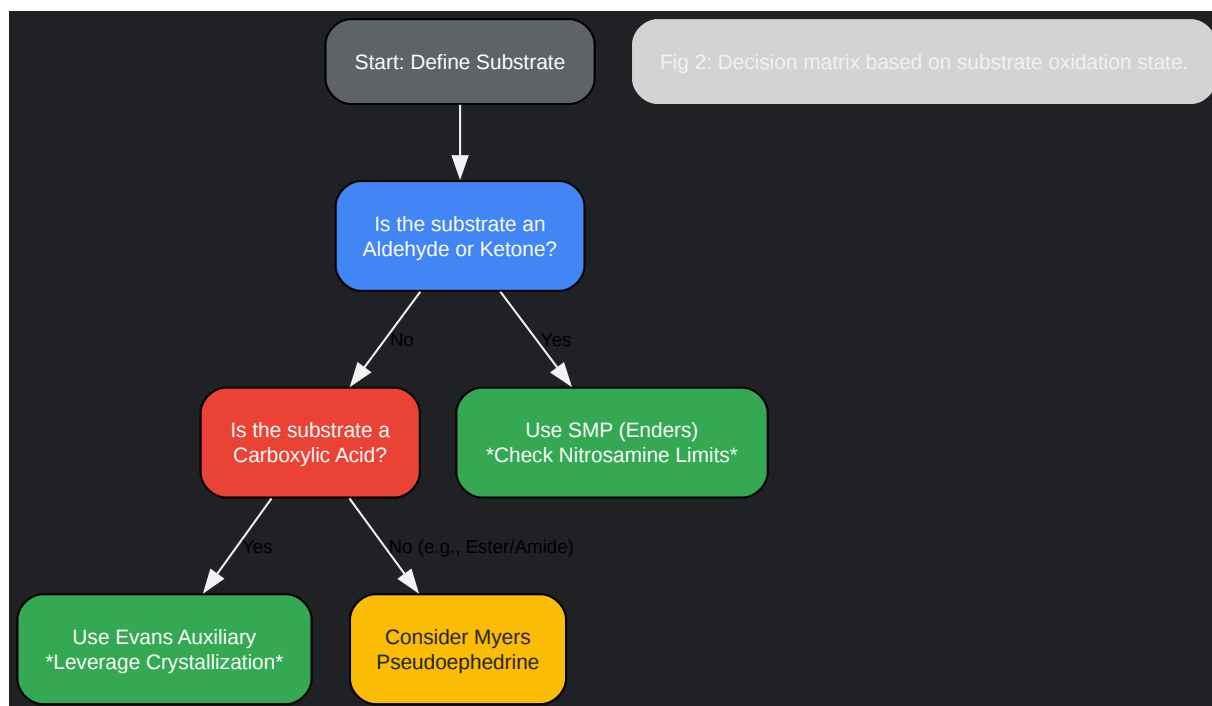 Start: Define Substrate
Fig 2: Decision matrix based on substrate oxidation state.
Is the substrate an
Aldehyde or Ketone?
No
Yes
Is the substrate a
Carboxylic Acid?
Use SMP (Enders)
*Check Nitrosamine Limits*
Yes
No (e.g., Ester/Amide)
Use Evans Auxiliary
*Leverage Crystallization*
Consider Myers
Pseudoephedrine